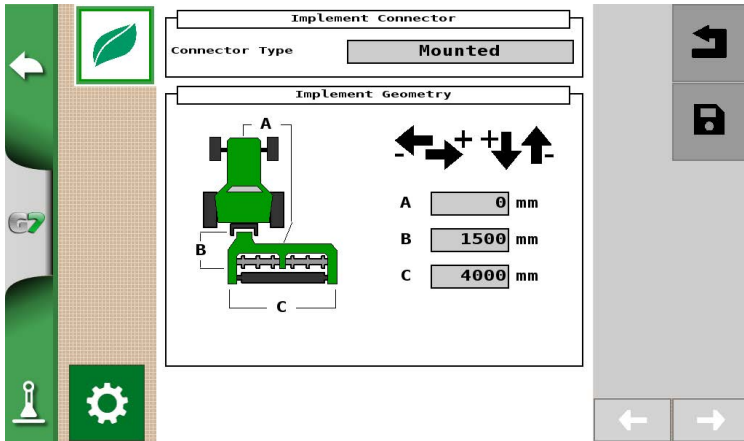 Implement Connector
Connector Type Mounted
Implement Geometry
A
- + + -
A 0 mm
B
B 1500 mm
C 4000 mm
C
G7